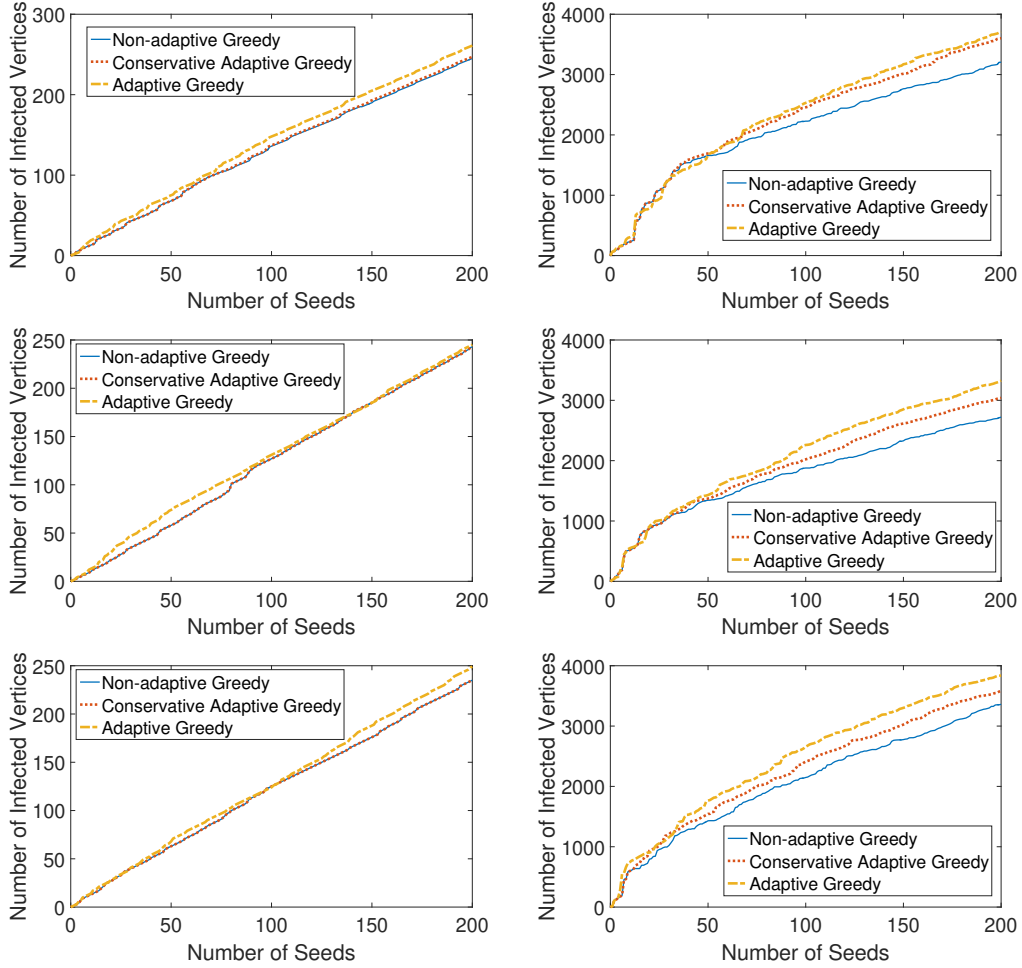 300
200
100
0
Number of Infected Vertices
Non-adaptive Greedy
Conservative Adaptive Greedy
Adaptive Greedy
0 50 100 150 200
Number of Seeds
4000
3000
2000
1000
0
Number of Infected Vertices
Non-adaptive Greedy
Conservative Adaptive Greedy
Adaptive Greedy
0 50 100 150 200
Number of Seeds
250
200
150
100
50
0
Number of Infected Vertices
Non-adaptive Greedy
Conservative Adaptive Greedy
Adaptive Greedy
0 50 100 150 200
Number of Seeds
4000
3000
2000
1000
0
Number of Infected Vertices
Non-adaptive Greedy
Conservative Adaptive Greedy
Adaptive Greedy
0 50 100 150 200
Number of Seeds
250
200
150
100
50
0
Number of Infected Vertices
Non-adaptive Greedy
Conservative Adaptive Greedy
Adaptive Greedy
0 50 100 150 200
Number of Seeds
4000
3000
2000
1000
0
Number of Infected Vertices
Non-adaptive Greedy
Conservative Adaptive Greedy
Adaptive Greedy
0 50 100 150 200
Number of Seeds